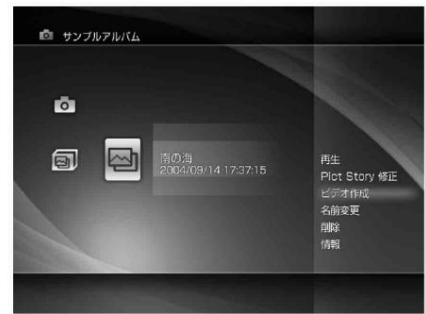 サンプルアルバム
南の海
2004/09/14 17:37:15
再生
Pict Story 修正
ビデオ作成
名前変更
削除
情報